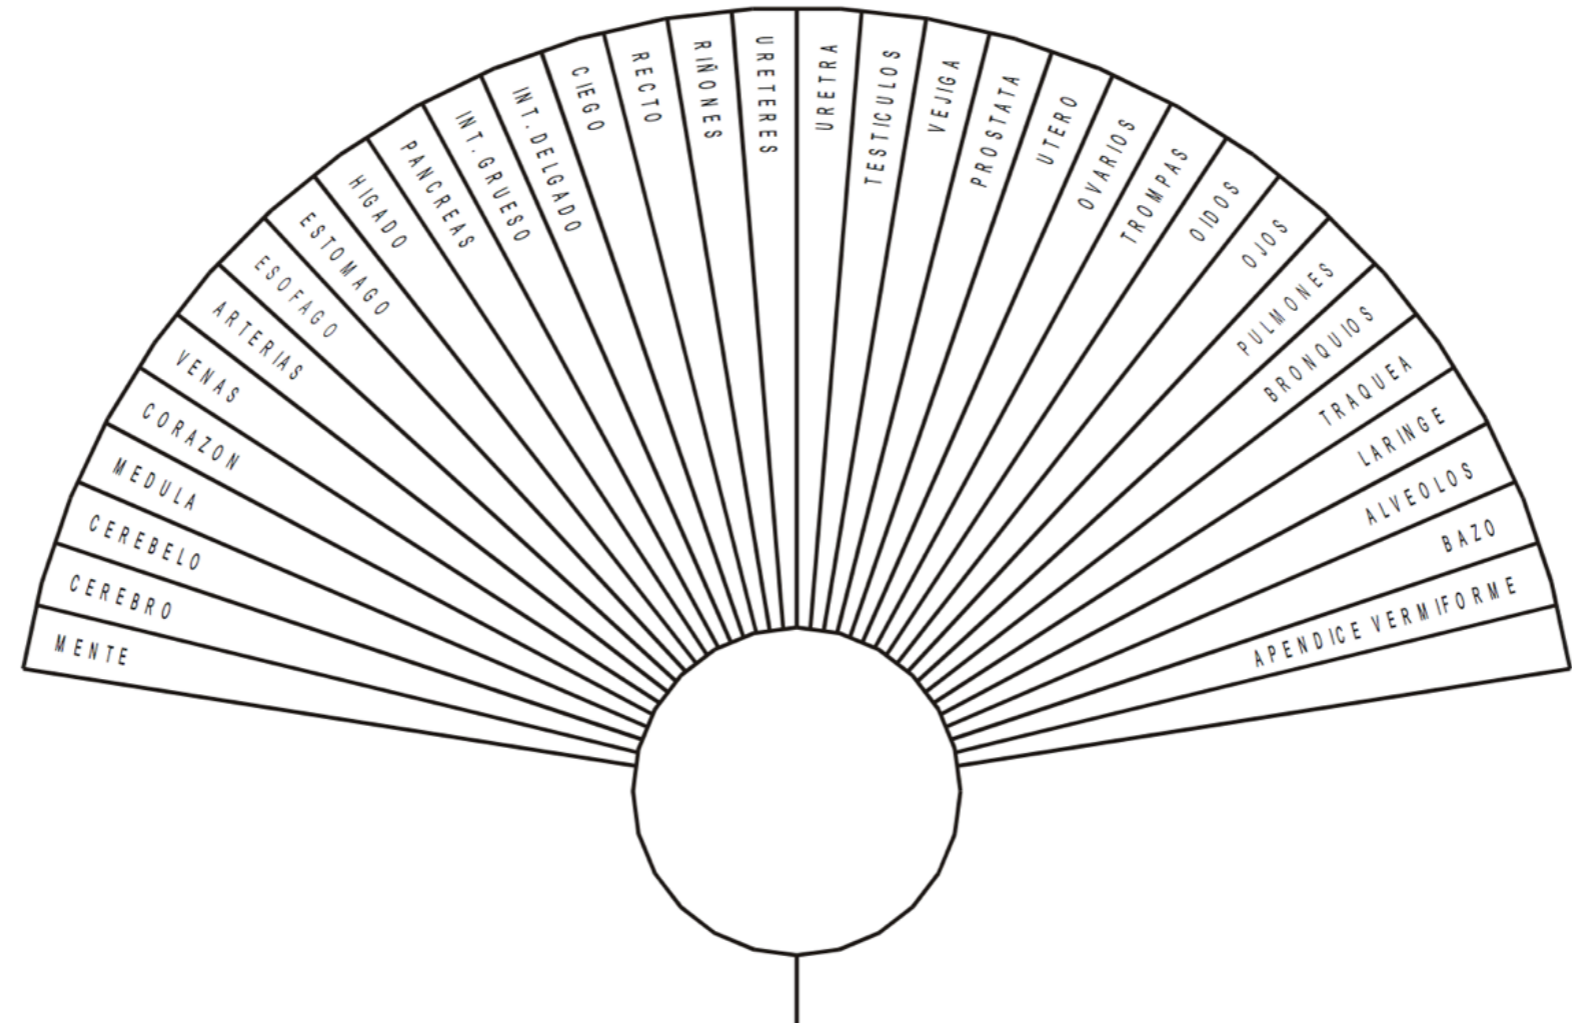 MENTE
CEREBRO
CEREBELO
MEDULA
CORAZON
VENAS
ARTERIAS
ESOFAGO
ESTOMAGO
HIGADO
PANCREAS
INT.GRUESO
INT.DELGADO
CIEGO
RECTO
RIÑONES
URETERES
URETRA
TESTICULOS
VEJIGA
PROSTATA
UTERO
OVARIOS
TROMPAS
OIDOS
OJOS
PULMONES
BRONQUIOS
TRAQUEA
LARINGE
ALVEOLOS
BAZO
APENDICE VERMIFORME